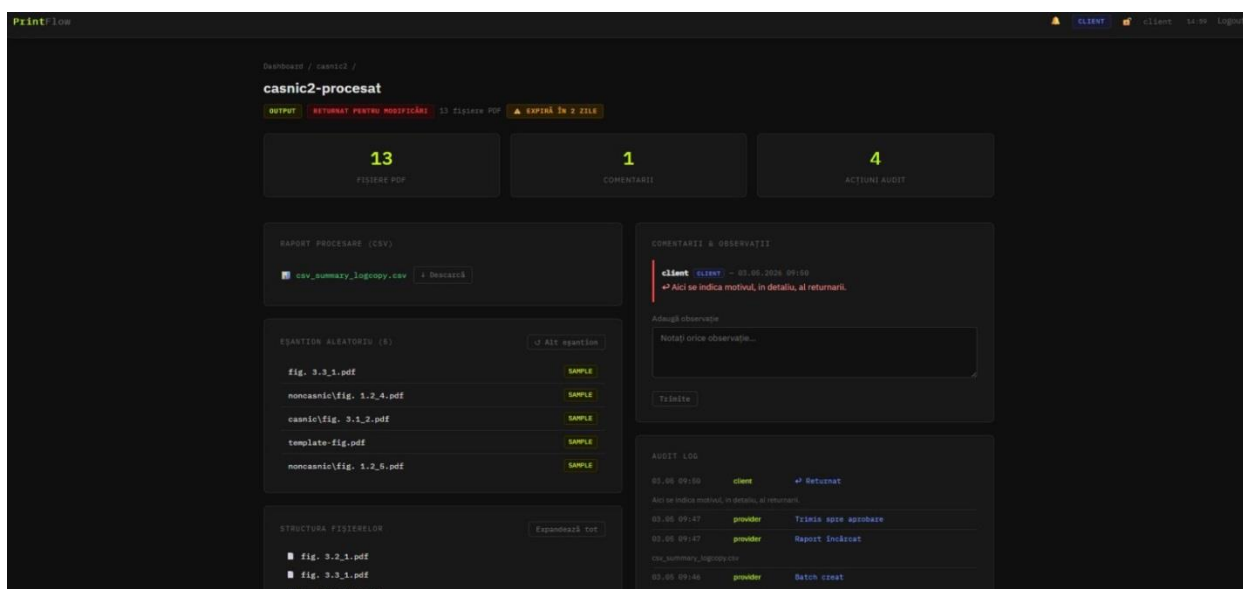 PrintFlow
CLIENT client 14:59 Logout
Dashboard / casnic2 /
casnic2-procesat
OUTPUT RETURNAT PENTRU MODIFICĂRI 13 fișiere PDF EXPIRĂ ÎN 2 ZILE
13
FIȘIERE PDF
1
COMENTARII
4
ACȚIUNI AUDIT
RAPORT PROCESARE (CSV)
csv_summary_logcopy.csv ↓ Descarcă
EȘANTION ALEATORIU (5) ↺ Alt eșantion
fig. 3.3_1.pdf SAMPLE
noncasnic\fig. 1.2_4.pdf SAMPLE
casnic\fig. 3.1_2.pdf SAMPLE
template-fig.pdf SAMPLE
noncasnic\fig. 1.2_5.pdf SAMPLE
STRUCTURA FIȘIERELOR Expandează tot
fig. 3.2_1.pdf
fig. 3.3_1.pdf
COMENTARII & OBSERVAȚII
client CLIENT — 03.05.2026 09:50
↵ Aici se indica motivul, in detaliu, al returnarii.
Adaugă observație
Notați orice observație...
Trimite
AUDIT LOG
03.05 09:50 client ↵ Returnat
Aici se indica motivul, in detaliu, al returnarii.
03.05 09:47 provider Trimis spre aprobare
03.05 09:47 provider Raport încărcat
csv_summary_logcopy.csv
03.05 09:46 provider Batch creat